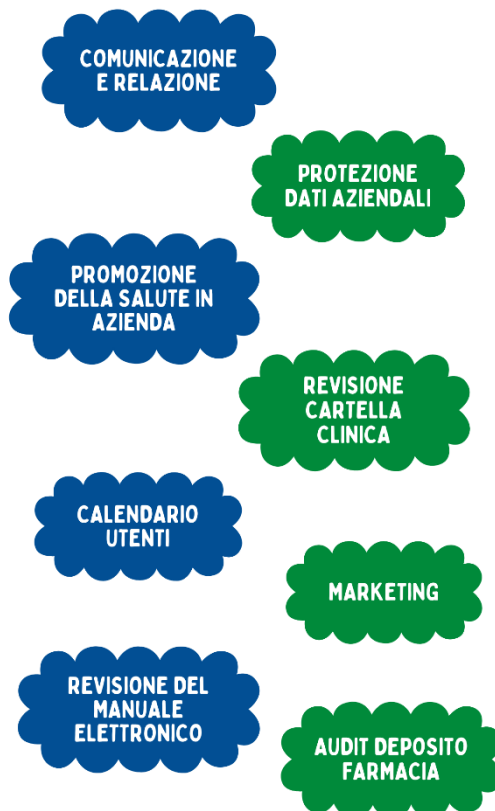 COMUNICAZIONE
E RELAZIONE
PROTEZIONE
DATI AZIENDALI
PROMOZIONE
DELLA SALUTE IN
AZIENDA
REVISIONE
CARTELLA
CLINICA
CALENDARIO
UTENTI
MARKETING
REVISIONE DEL
MANUALE
ELETTRONICO
AUDIT DEPOSITO
FARMACIA